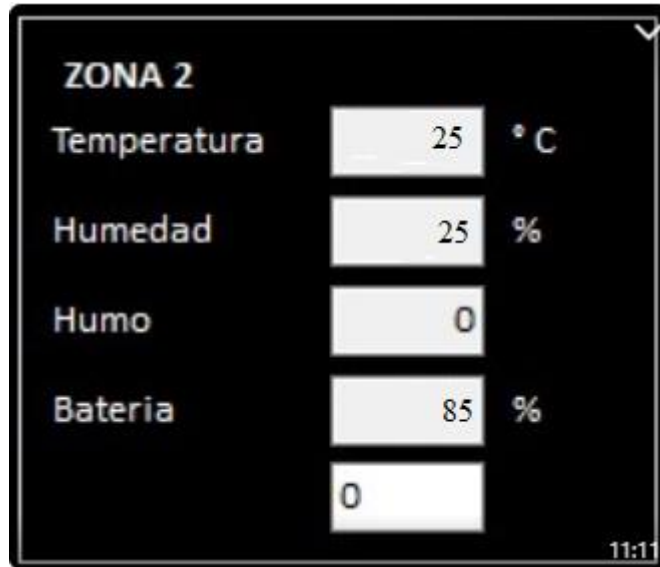 ZONA 2
Temperatura 25 ° C
Humedad 25 %
Humo 0
Bateria 85 %
0
11:11